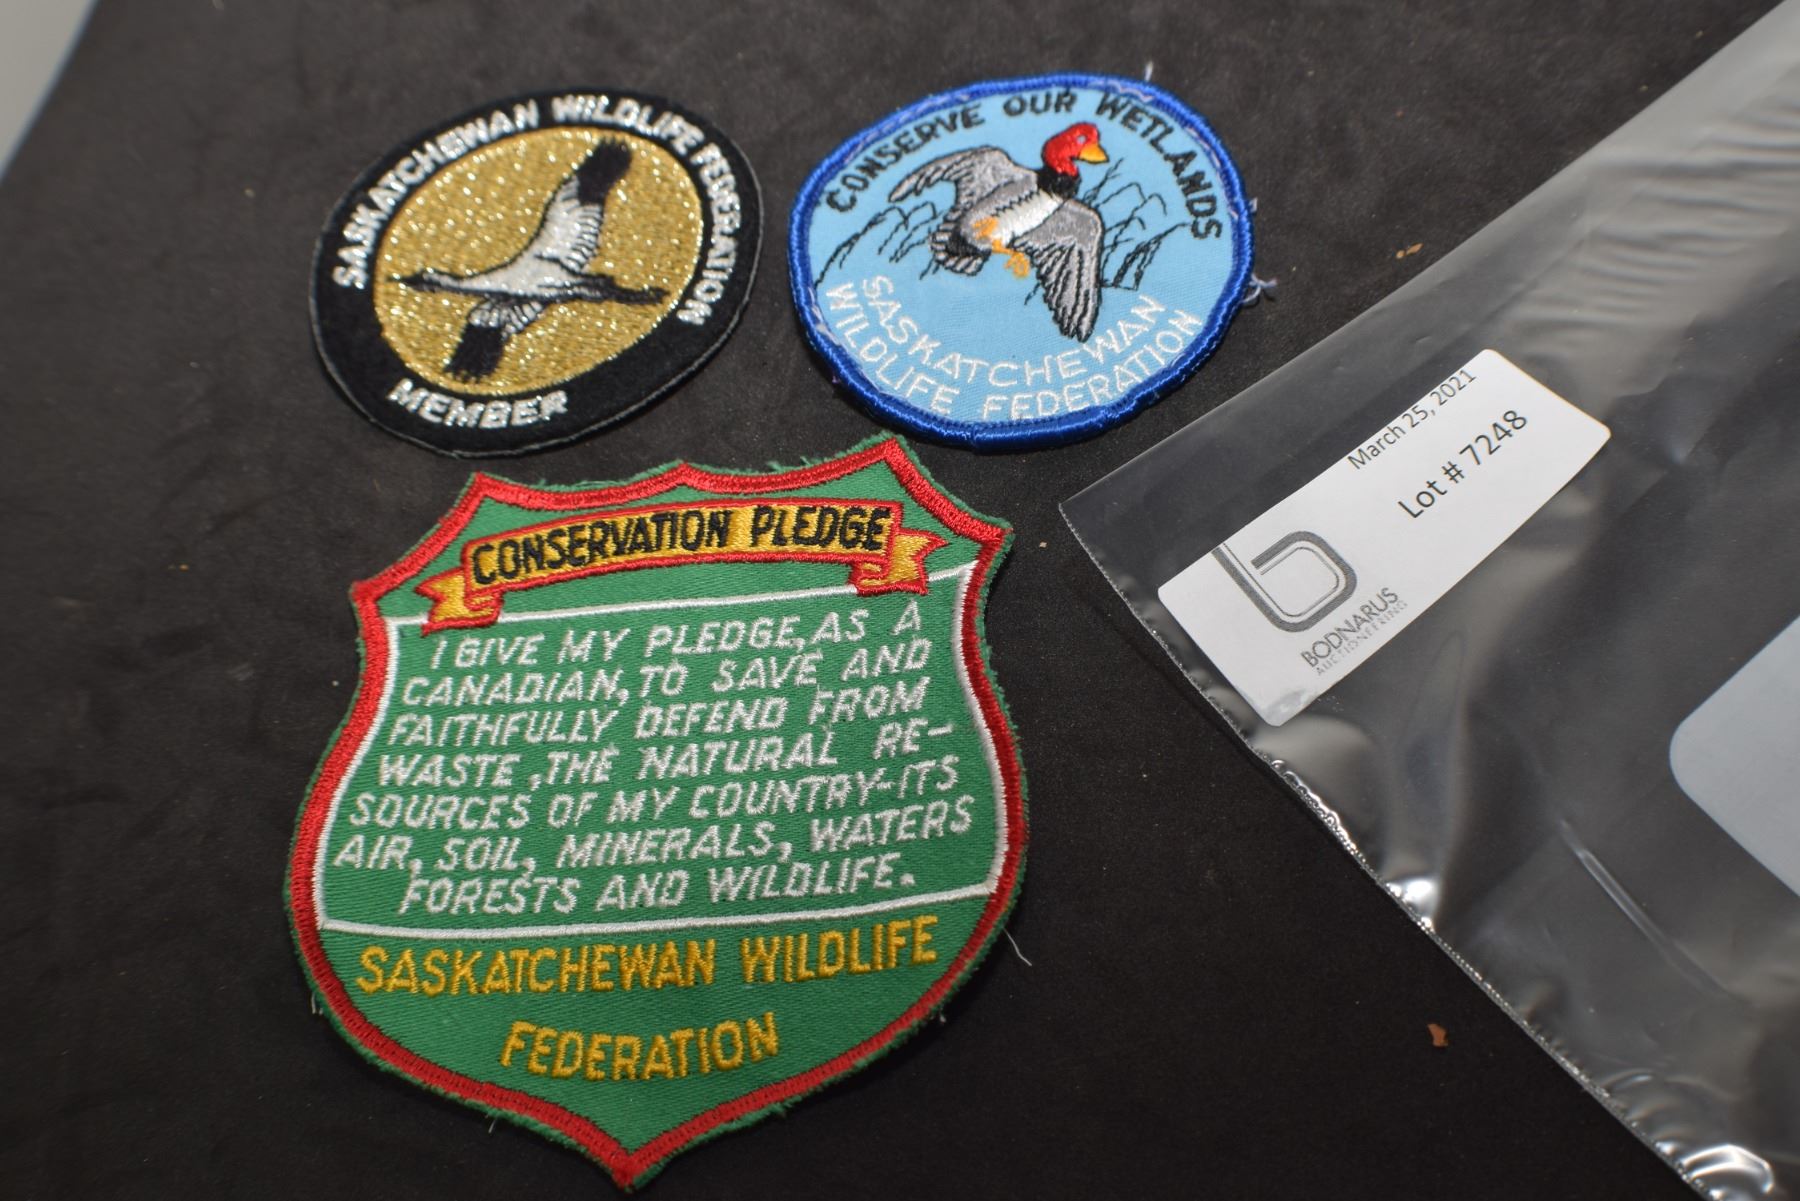 SASKATCHEWAN WILDLIFE FEDERATION
MEMBER
CONSERVE OUR WETLANDS
SASKATCHEWAN
WILDLIFE FEDERATION
CONSERVATION PLEDGE
I GIVE MY PLEDGE, AS A
CANADIAN, TO SAVE AND
FAITHFULLY DEFEND FROM
WASTE, THE NATURAL RE-
SOURCES OF MY COUNTRY-ITS
AIR, SOIL, MINERALS, WATERS
FORESTS AND WILDLIFE.
SASKATCHEWAN WILDLIFE
FEDERATION
March 25, 2021
Lot # 7248
BODNARUS
AUCTIONEERING